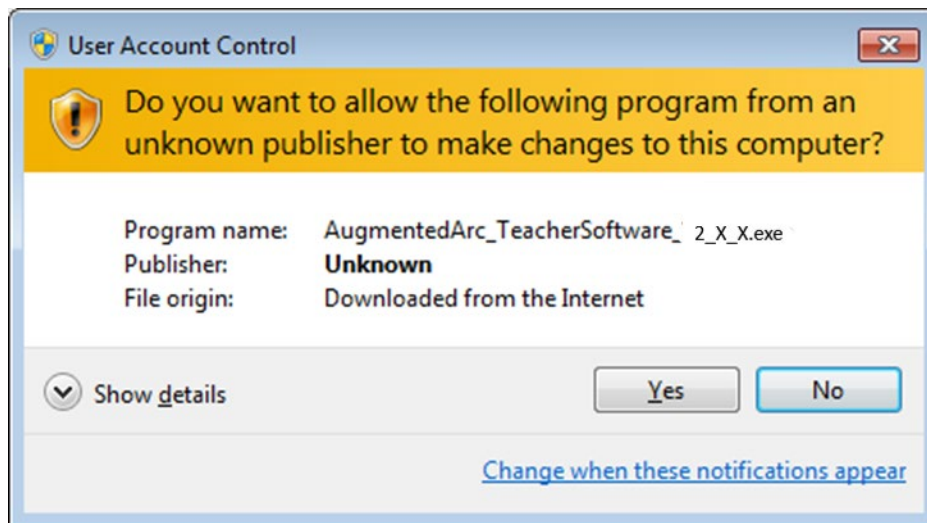 User Account Control
Do you want to allow the following program from an
unknown publisher to make changes to this computer?
Program name: AugmentedArc_TeacherSoftware_ 2_X_X.exe
Publisher: Unknown
File origin: Downloaded from the Internet
Show details Yes No
Change when these notifications appear